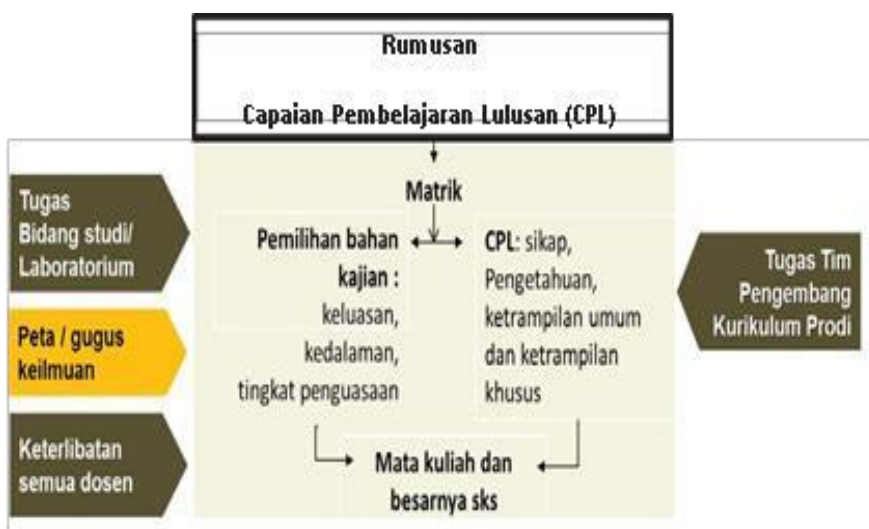 Rumusan
Capaian Pembelajaran Lulusan (CPL)
Matrik
Tugas
Bidang studi/
Laboratorium
Peta / gugus
keilmuan
Keterlibatan
semua dosen
Pemilihan bahan
kajian :
keluasan,
kedalaman,
tingkat penguasaan
CPL: sikap,
Pengetahuan,
ketrampilan umum
dan ketrampilan
khusus
Tugas Tim
Pengembang
Kurikulum Prodi
Mata kuliah dan
besarnya sks